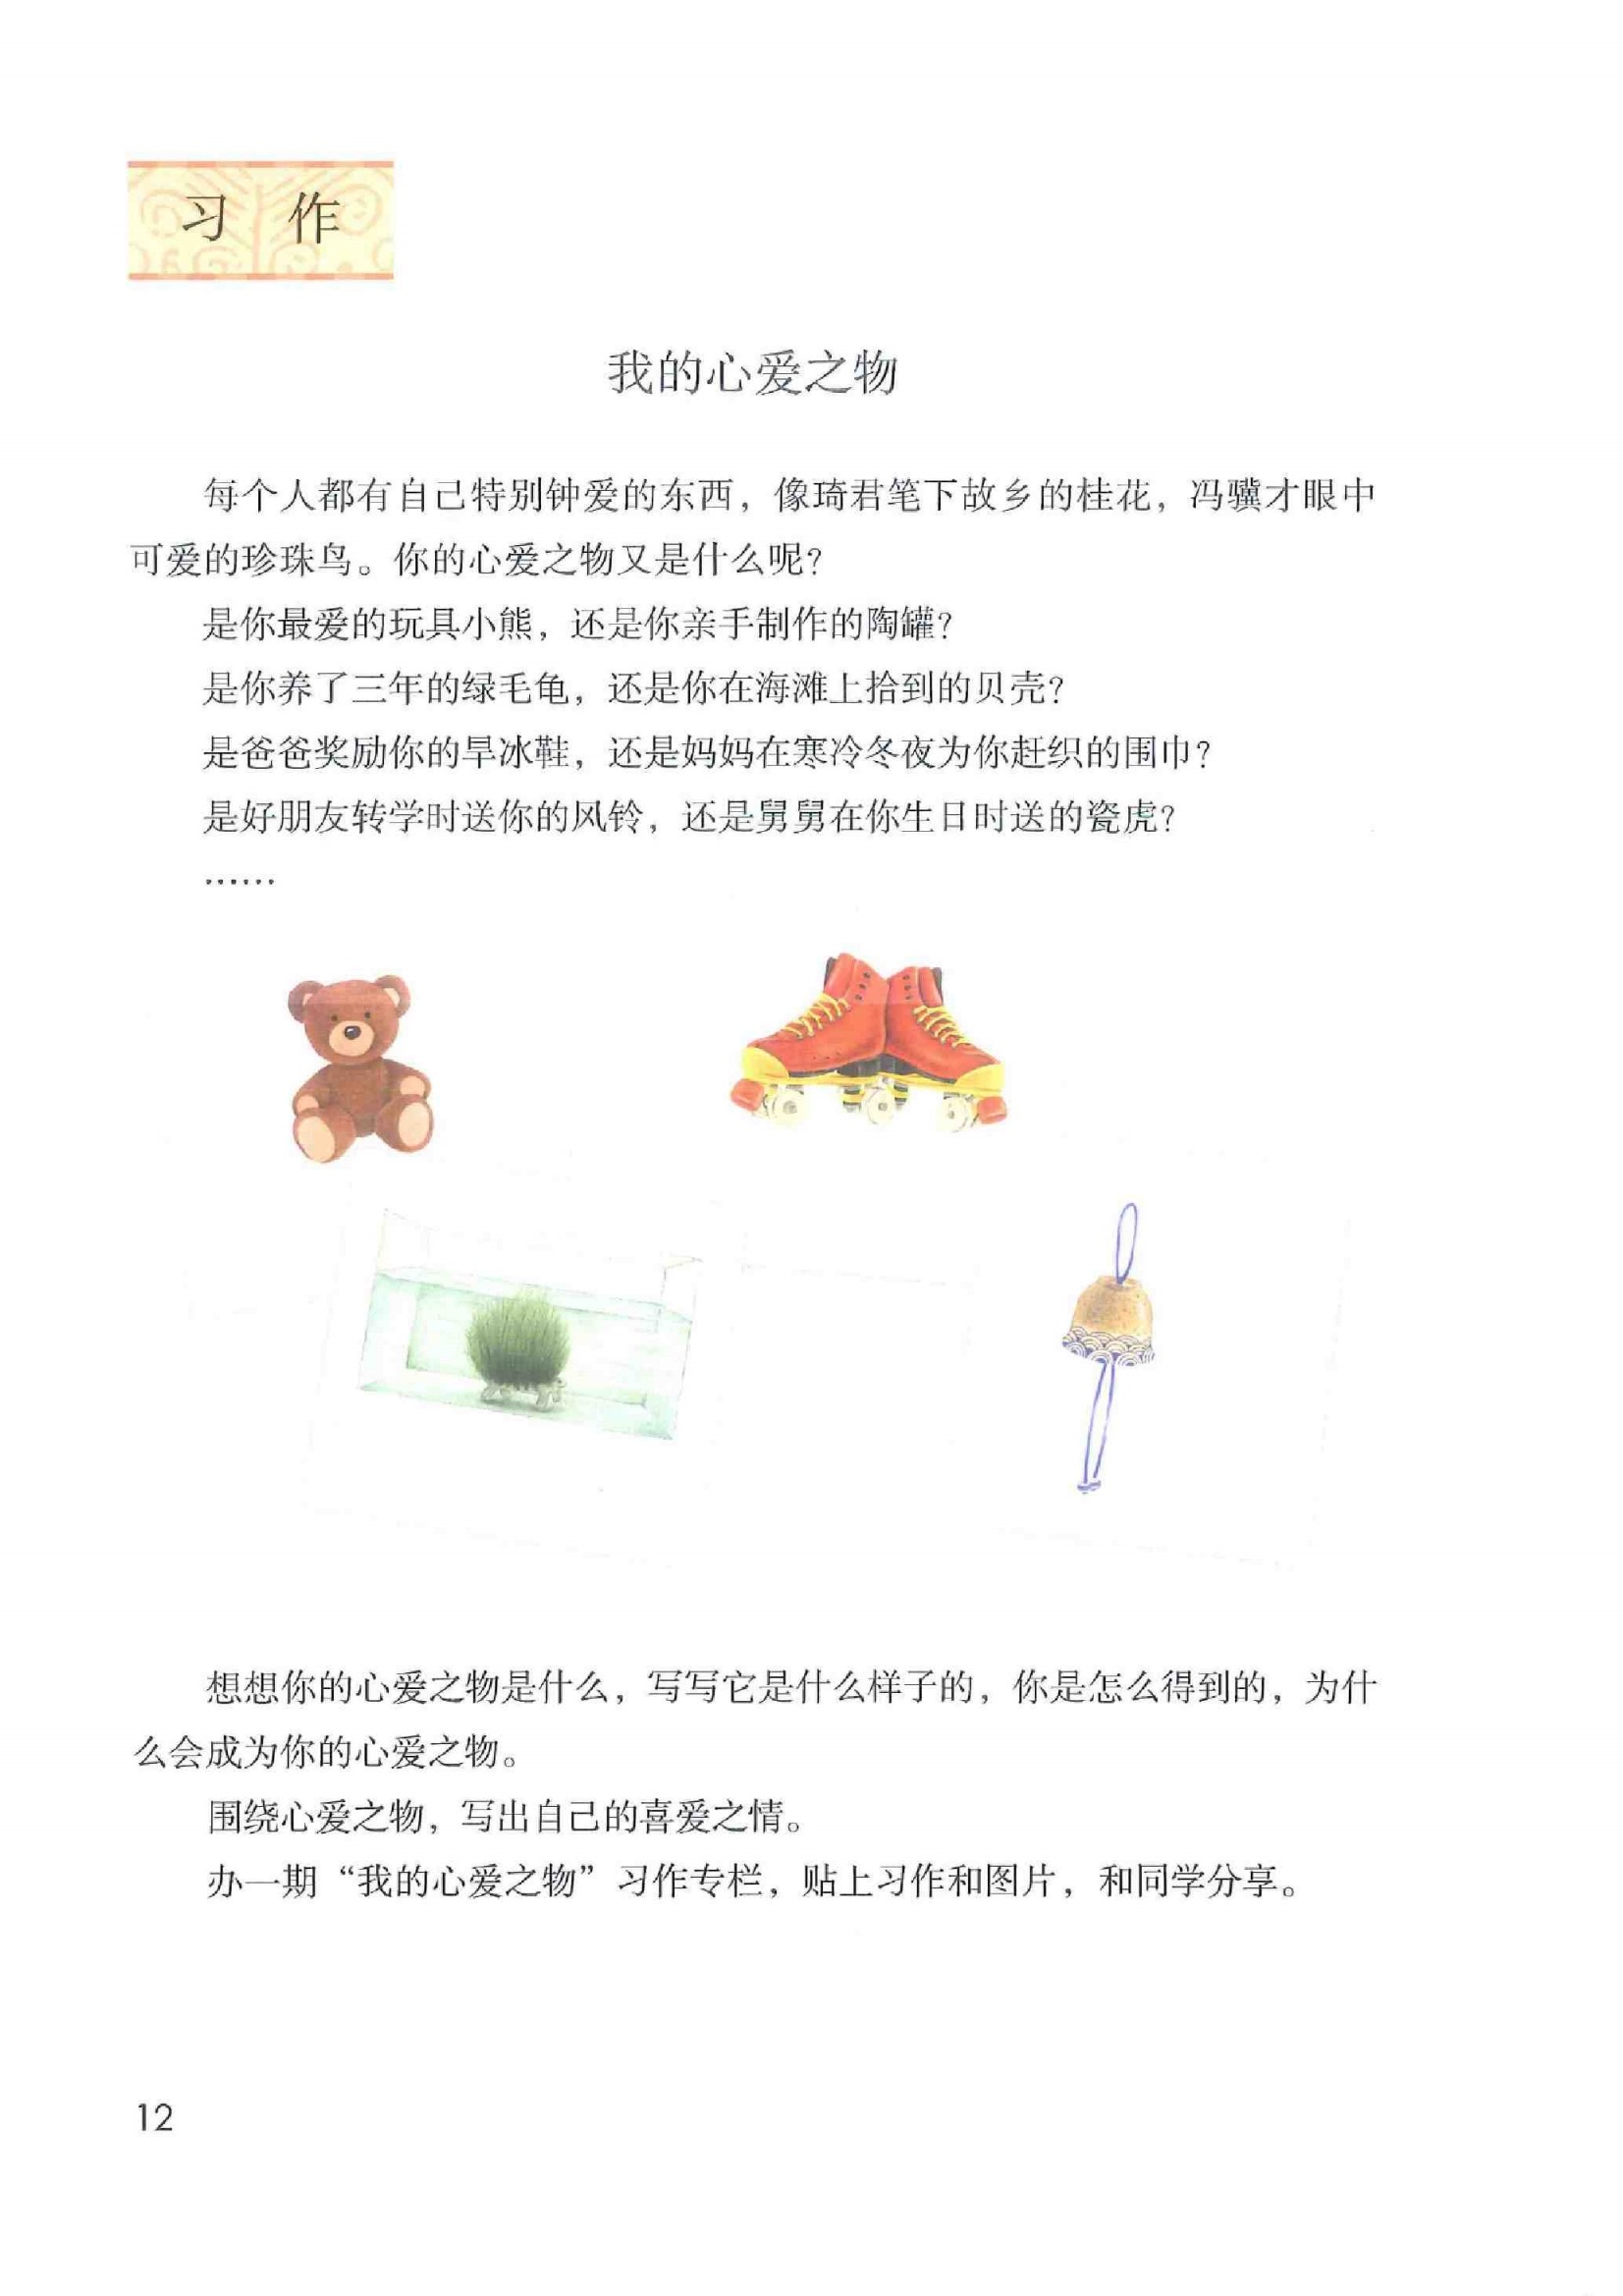 习 作
我的心爱之物
每个人都有自己特别钟爱的东西，像琦君笔下故乡的桂花，冯骥才眼中
可爱的珍珠鸟。你的心爱之物又是什么呢？
是你最爱的玩具小熊，还是你亲手制作的陶罐？
是你养了三年的绿毛龟，还是你在海滩上拾到的贝壳？
是爸爸奖励你的旱冰鞋，还是妈妈在寒冷冬夜为你赶织的围巾？
是好朋友转学时送你的风铃，还是舅舅在你生日时送的瓷虎？
……
想想你的心爱之物是什么，写写它是什么样子的，你是怎么得到的，为什
么会成为你的心爱之物。
围绕心爱之物，写出自己的喜爱之情。
办一期“我的心爱之物”习作专栏，贴上习作和图片，和同学分享。
12